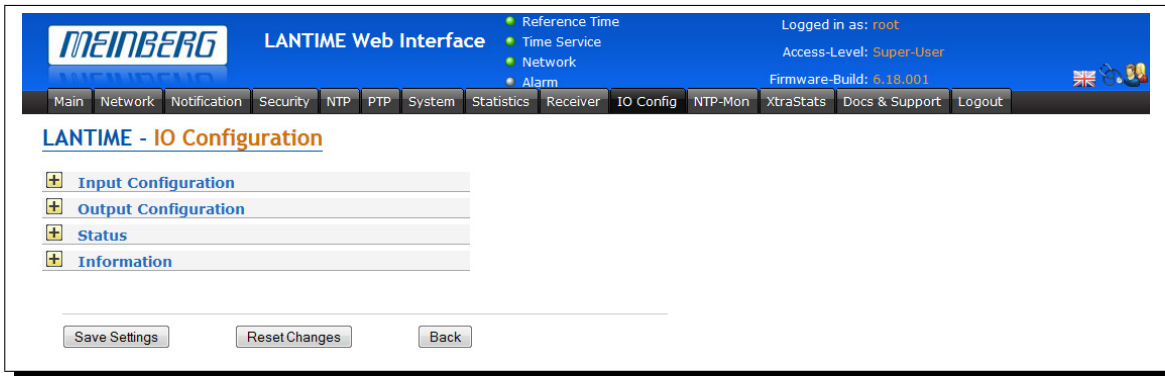 MEINBERG
LANTIME Web Interface
Reference Time
Time Service
Network
Alarm
Logged in as: root
Access-Level: Super-User
Firmware-Build: 6.18.001
Main Network Notification Security NTP PTP System Statistics Receiver IO Config NTP-Mon XtraStats Docs & Support Logout
LANTIME - IO Configuration
Input Configuration
Output Configuration
Status
Information
Save Settings Reset Changes Back